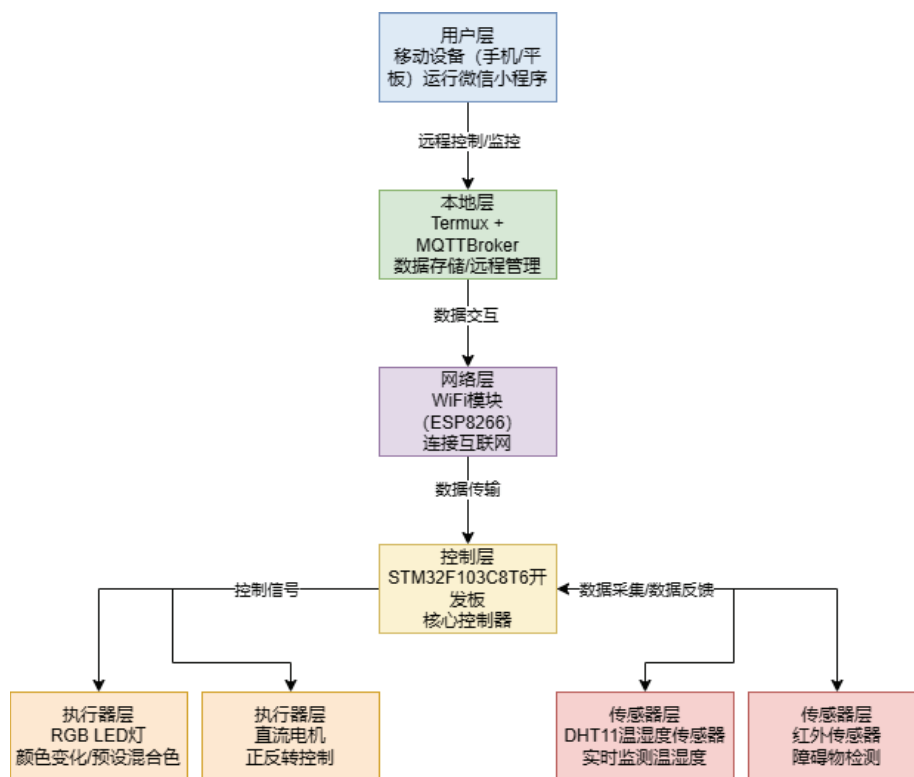 用户层
移动设备（手机/平
板）运行微信小程序
远程控制/监控
本地层
Termux +
MQTTBroker
数据存储/远程管理
数据交互
网络层
WiFi模块
（ESP8266）
连接互联网
数据传输
控制层
STM32F103C8T6开
发板
核心控制器
控制信号
数据采集/数据反馈
执行器层
RGB LED灯
颜色变化/预设混合色
执行器层
直流电机
正反转控制
传感器层
DHT11温湿度传感器
实时监测温湿度
传感器层
红外传感器
障碍物检测